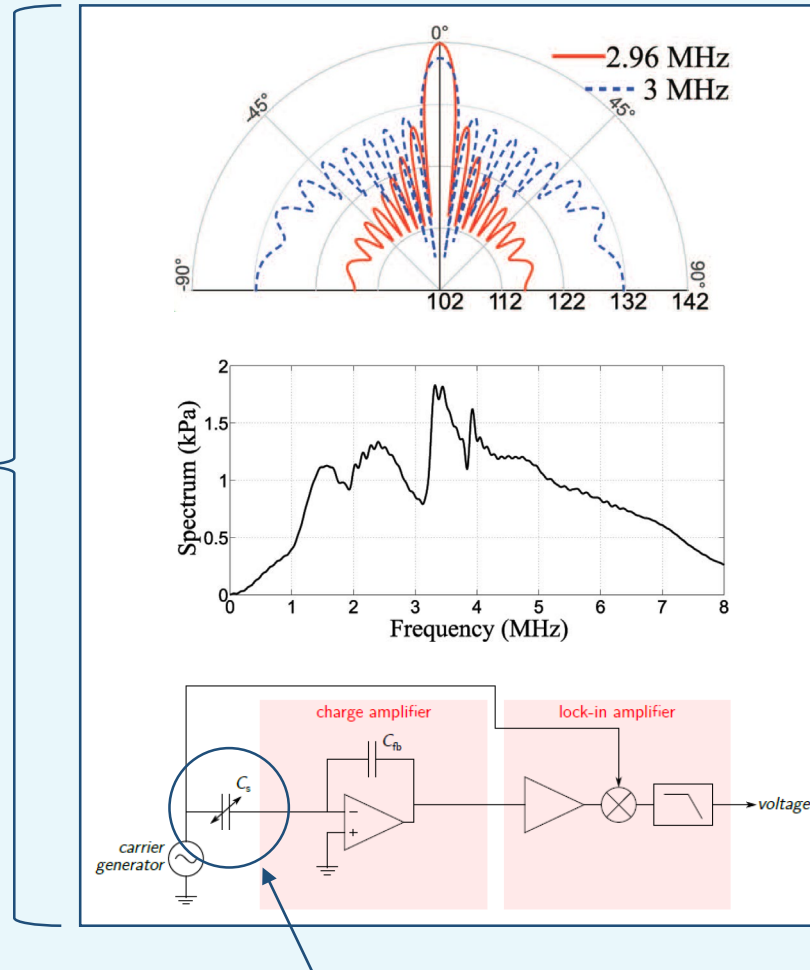 0°
2.96 MHz
3 MHz
-45°
45°
-90°
90°
102 112 122 132 142
2
1.5
1
0.5
0
Spectrum (kPa)
0 1 2 3 4 5 6 7 8
Frequency (MHz)
charge amplifier
lock-in amplifier
Cfb
Cs
−
+
voltage
carrier
generator